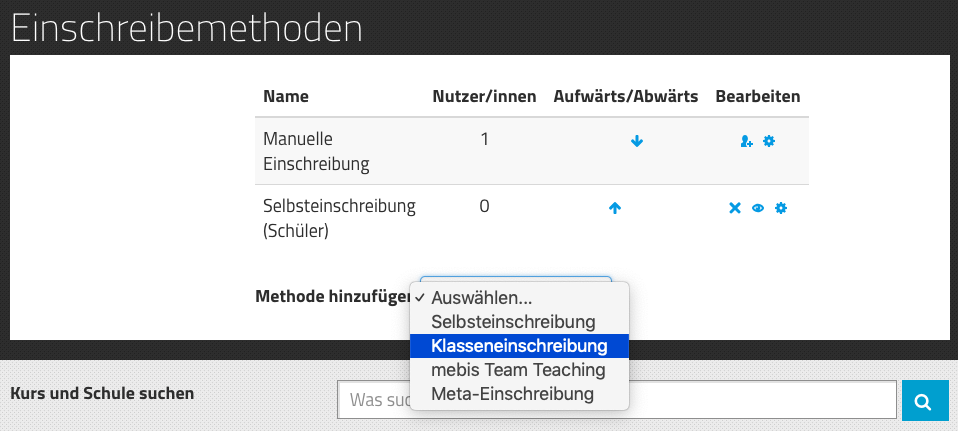 Einschreibemethoden
Name Nutzer/innen Aufwärts/Abwärts Bearbeiten
Manuelle 1
Einschreibung
Selbsteinschreibung 0
(Schüler)
Methode hinzufügen
Auswählen...
Selbsteinschreibung
Klasseneinschreibung
mebis Team Teaching
Meta-Einschreibung
Kurs und Schule suchen
Was suc